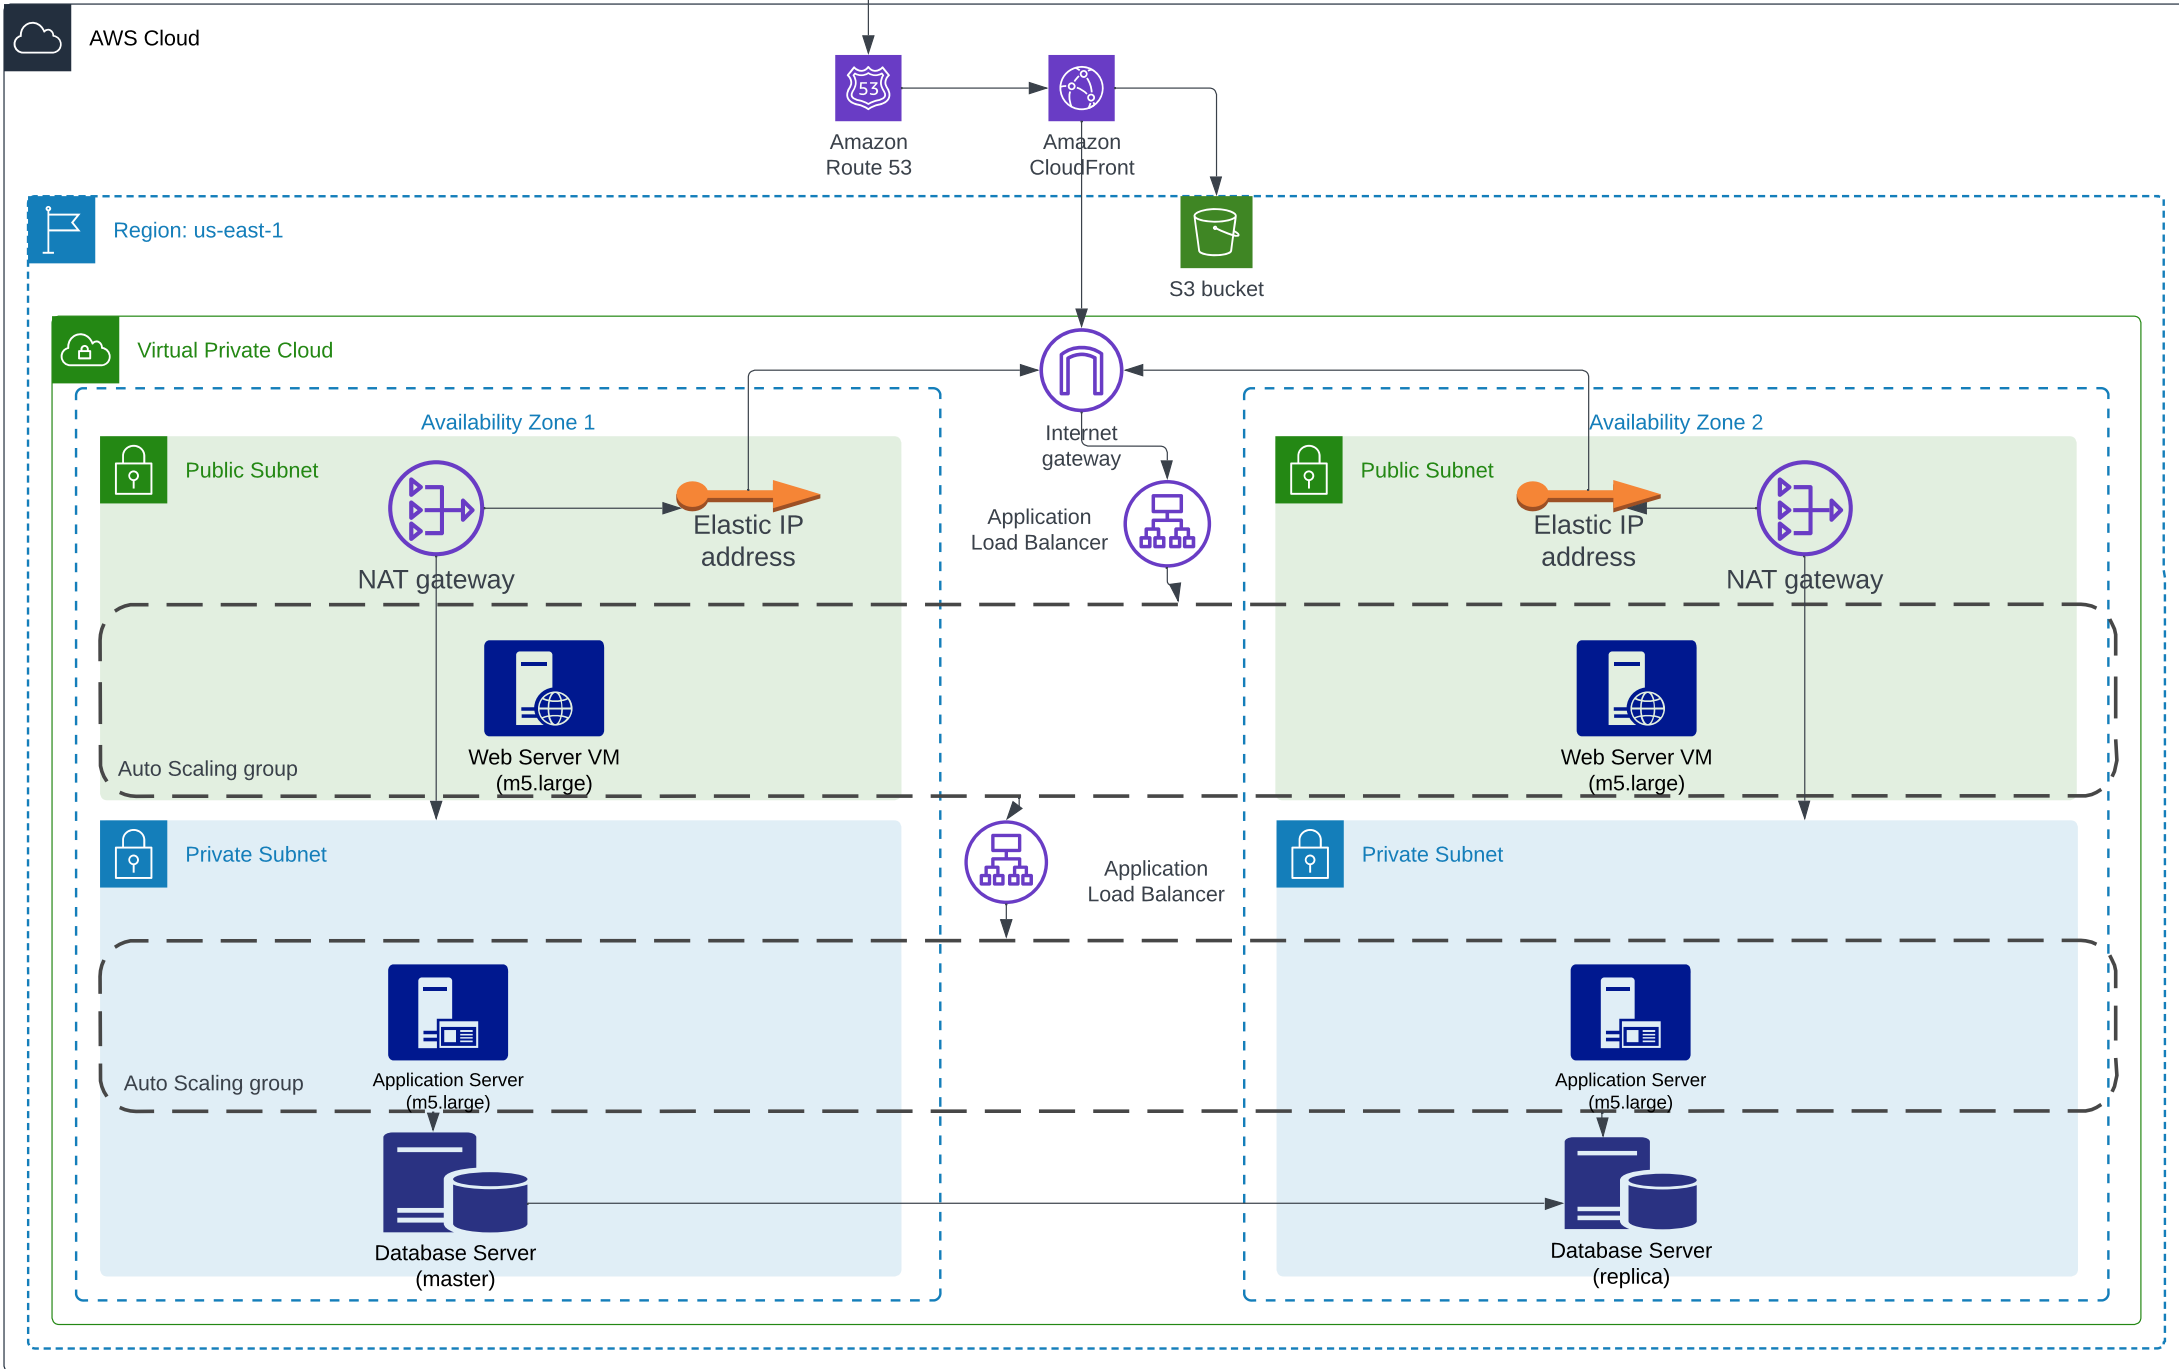 AWS Cloud
53
Amazon
Route 53
Amazon
CloudFront
Region: us-east-1
S3 bucket
Virtual Private Cloud
Availability Zone 1
Internet
gateway
Availability Zone 2
Public Subnet
NAT gateway
Elastic IP
address
Application
Load Balancer
Public Subnet
Elastic IP
address
NAT gateway
Web Server VM
(m5.large)
Auto Scaling group
Web Server VM
(m5.large)
Private Subnet
Application
Load Balancer
Private Subnet
Application Server
(m5.large)
Auto Scaling group
Application Server
(m5.large)
Database Server
(master)
Database Server
(replica)